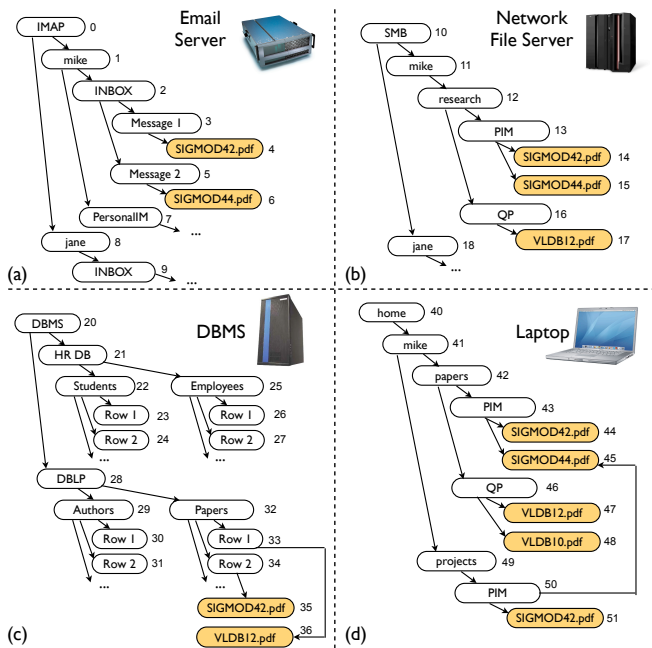 Email
Server
IMAP 0
mike 1
INBOX 2
Message 1 3
SIGMOD42.pdf 4
Message 2 5
SIGMOD44.pdf 6
PersonalIM 7
...
jane 8
INBOX 9
...
(a)
Network
File Server
SMB 10
mike 11
research 12
PIM 13
SIGMOD42.pdf 14
SIGMOD44.pdf 15
QP 16
VLDB12.pdf 17
jane 18
...
(b)
DBMS
DBMS 20
HR DB 21
Students 22
Employees 25
Row 1 23
Row 1 26
Row 2 24
Row 2 27
...
...
DBLP 28
Authors 29
Papers 32
Row 1 30
Row 1 33
Row 2 31
Row 2 34
...
SIGMOD42.pdf 35
VLDB12.pdf 36
(c)
Laptop
home 40
mike 41
papers 42
PIM 43
SIGMOD42.pdf 44
SIGMOD44.pdf 45
QP 46
VLDB12.pdf 47
VLDB10.pdf 48
projects 49
PIM 50
SIGMOD42.pdf 51
(d)